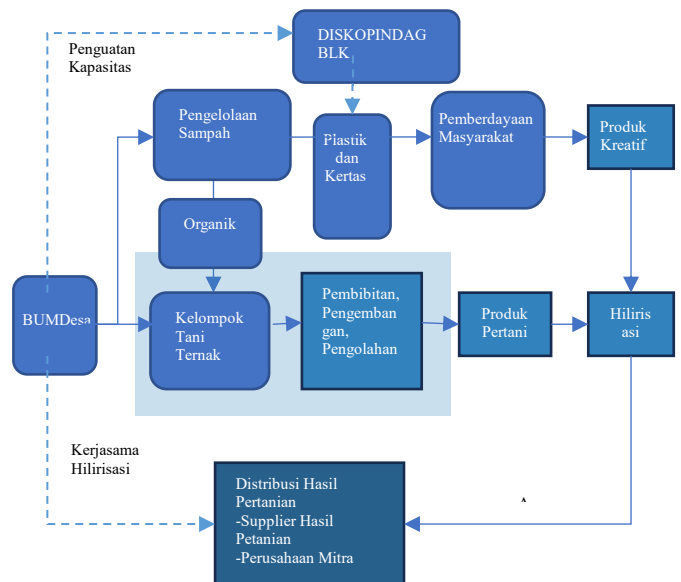 DISKOPINDAG
BLK
Penguatan
Kapasitas
Pengelolaan
Sampah
Plastik
dan
Kertas
Pemberdayaan
Masyarakat
Produk
Kreatif
Organik
BUMDesa
Kelompok
Tani
Ternak
Pembibitan,
Pengemban
gan,
Pengolahan
Produk
Pertani
Hiliris
asi
Kerjasama
Hilirisasi
Distribusi Hasil
Pertanian
-Supplier Hasil
Petanian
-Perusahaan Mitra